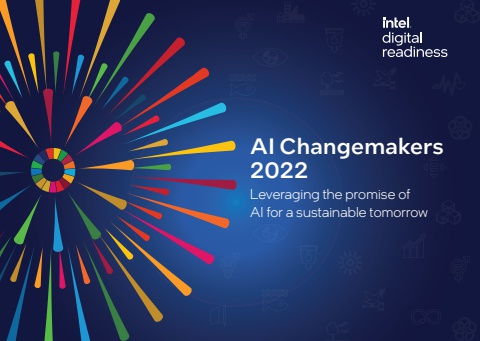 intel.
digital
readiness
AI Changemakers
2022
Leveraging the promise of
AI for a sustainable tomorrow